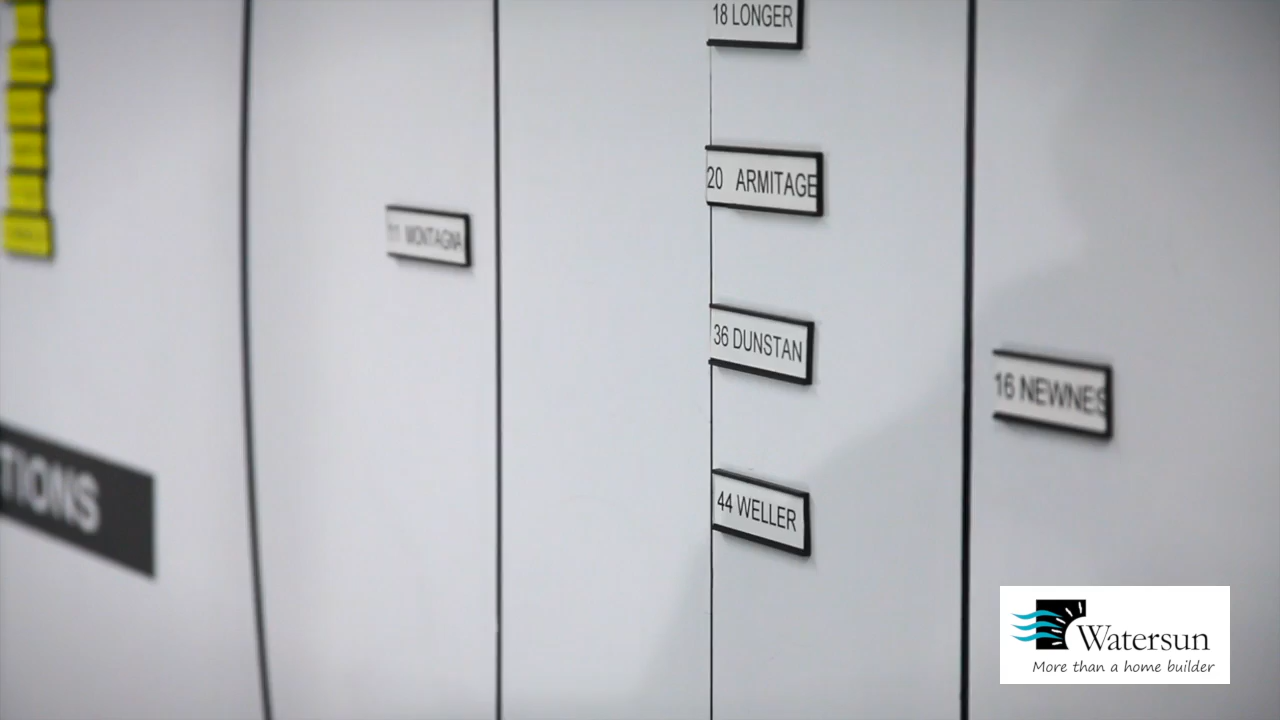 18 LONGER
20 ARMITAGE
11 MONTAGNA
36 DUNSTAN
16 NEWNES
44 WELLER
TIONS
Watersun
More than a home builder